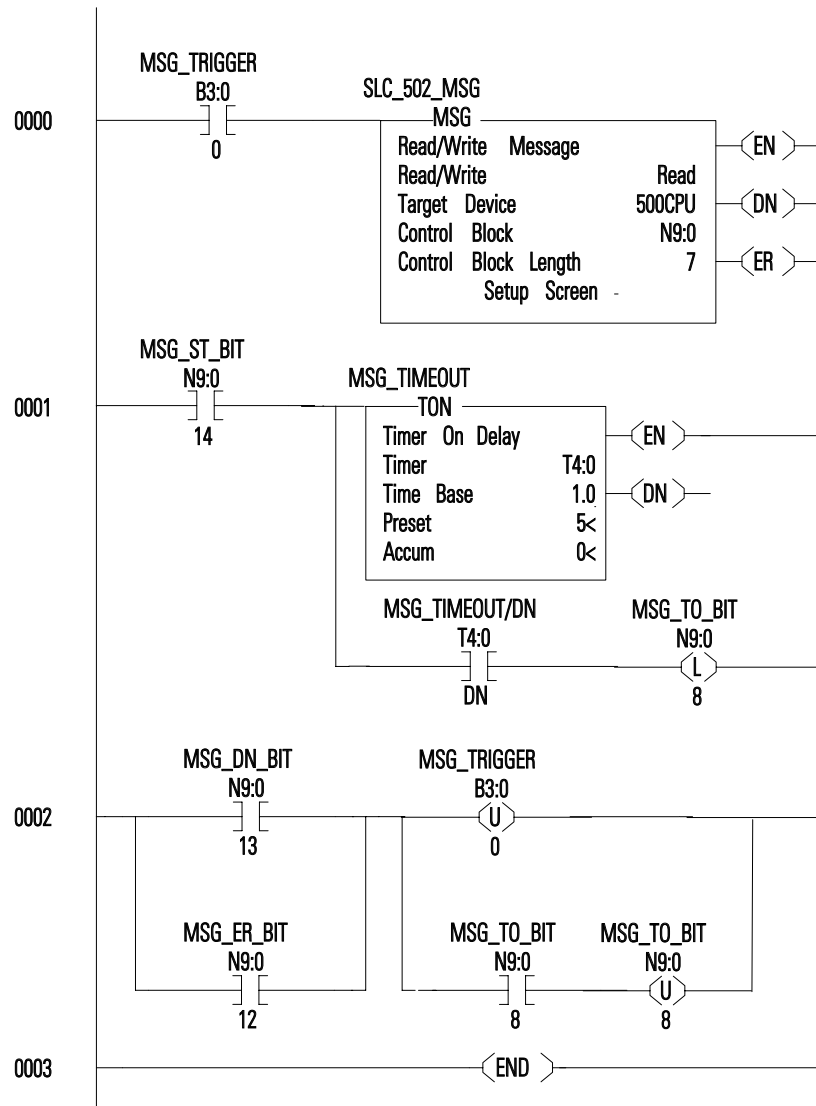 MSG_TRIGGER
B3:0
0000
0
SLC_502_MSG
MSG
Read/Write Message
Read/Write Read
Target Device 500CPU
Control Block N9:0
Control Block Length 7
Setup Screen
EN
DN
ER
MSG_ST_BIT
N9:0
0001
14
MSG_TIMEOUT
TON
Timer On Delay
Timer T4:0
Time Base 1.0
Preset 5<
Accum 0<
EN
DN
MSG_TIMEOUT/DN
T4:0
DN
MSG_TO_BIT
N9:0
L
8
MSG_DN_BIT
N9:0
0002
13
MSG_TRIGGER
B3:0
U
0
MSG_ER_BIT
N9:0
12
MSG_TO_BIT
N9:0
8
MSG_TO_BIT
N9:0
U
8
0003
END